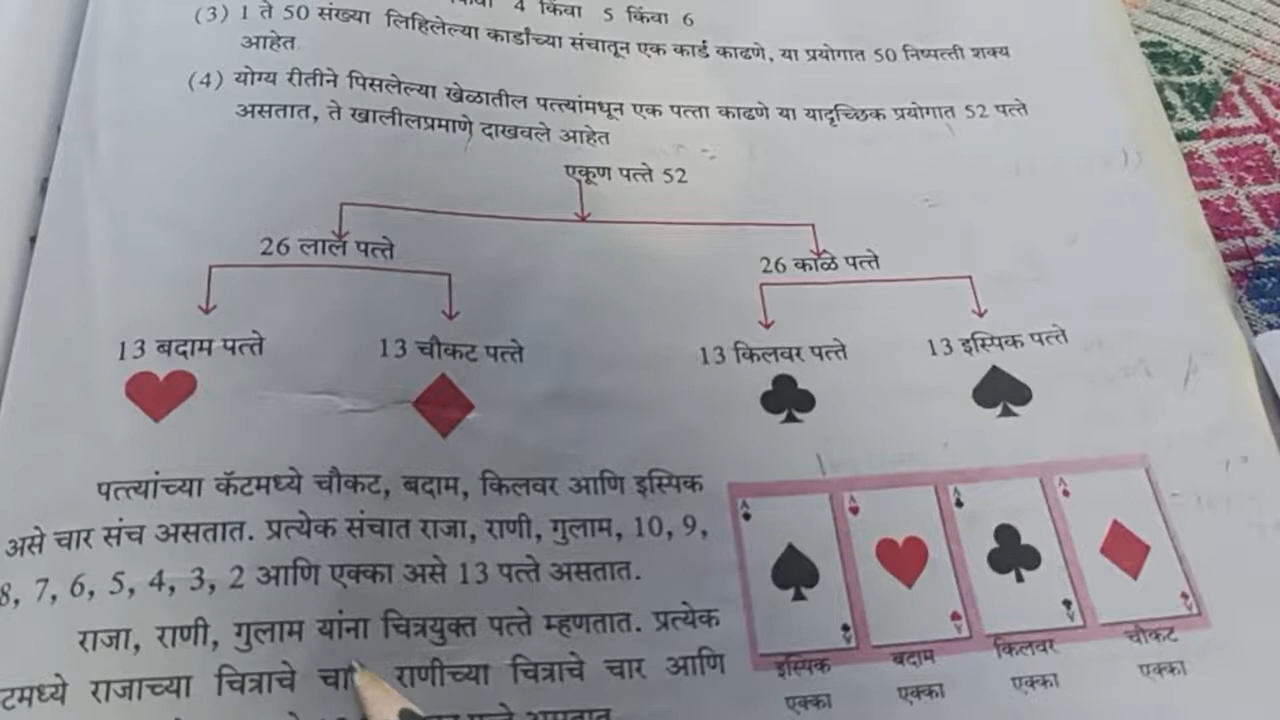 4 किंवा 5 किंवा 6
(3) 1 ते 50 संख्या लिहिलेल्या कार्डांच्या संचातून एक कार्ड काढणे, या प्रयोगात 50 निष्पत्ती शक्य
आहेत
(4) योग्य रीतीने पिसलेल्या खेळातील पत्त्यांमधून एक पत्ता काढणे या यादृच्छिक प्रयोगात 52 पत्ते
असतात, ते खालीलप्रमाणे दाखवले आहेत
एकूण पत्ते 52
26 लाल पत्ते
26 काळे पत्ते
13 बदाम पत्ते
13 चौकट पत्ते
13 किलवर पत्ते
13 इस्पिक पत्ते
पत्त्यांच्या कॅटमध्ये चौकट, बदाम, किलवर आणि इस्पिक
असे चार संच असतात. प्रत्येक संचात राजा, राणी, गुलाम, 10, 9,
8, 7, 6, 5, 4, 3, 2 आणि एक्का असे 13 पत्ते असतात.
राजा, राणी, गुलाम यांना चित्रयुक्त पत्ते म्हणतात. प्रत्येक
टमध्ये राजाच्या चित्राचे चार राणीच्या चित्राचे चार आणि
पत्ते असतात
A A A A
इस्पिक एक्का
बदाम एक्का
किलवर एक्का
चौकट एक्का